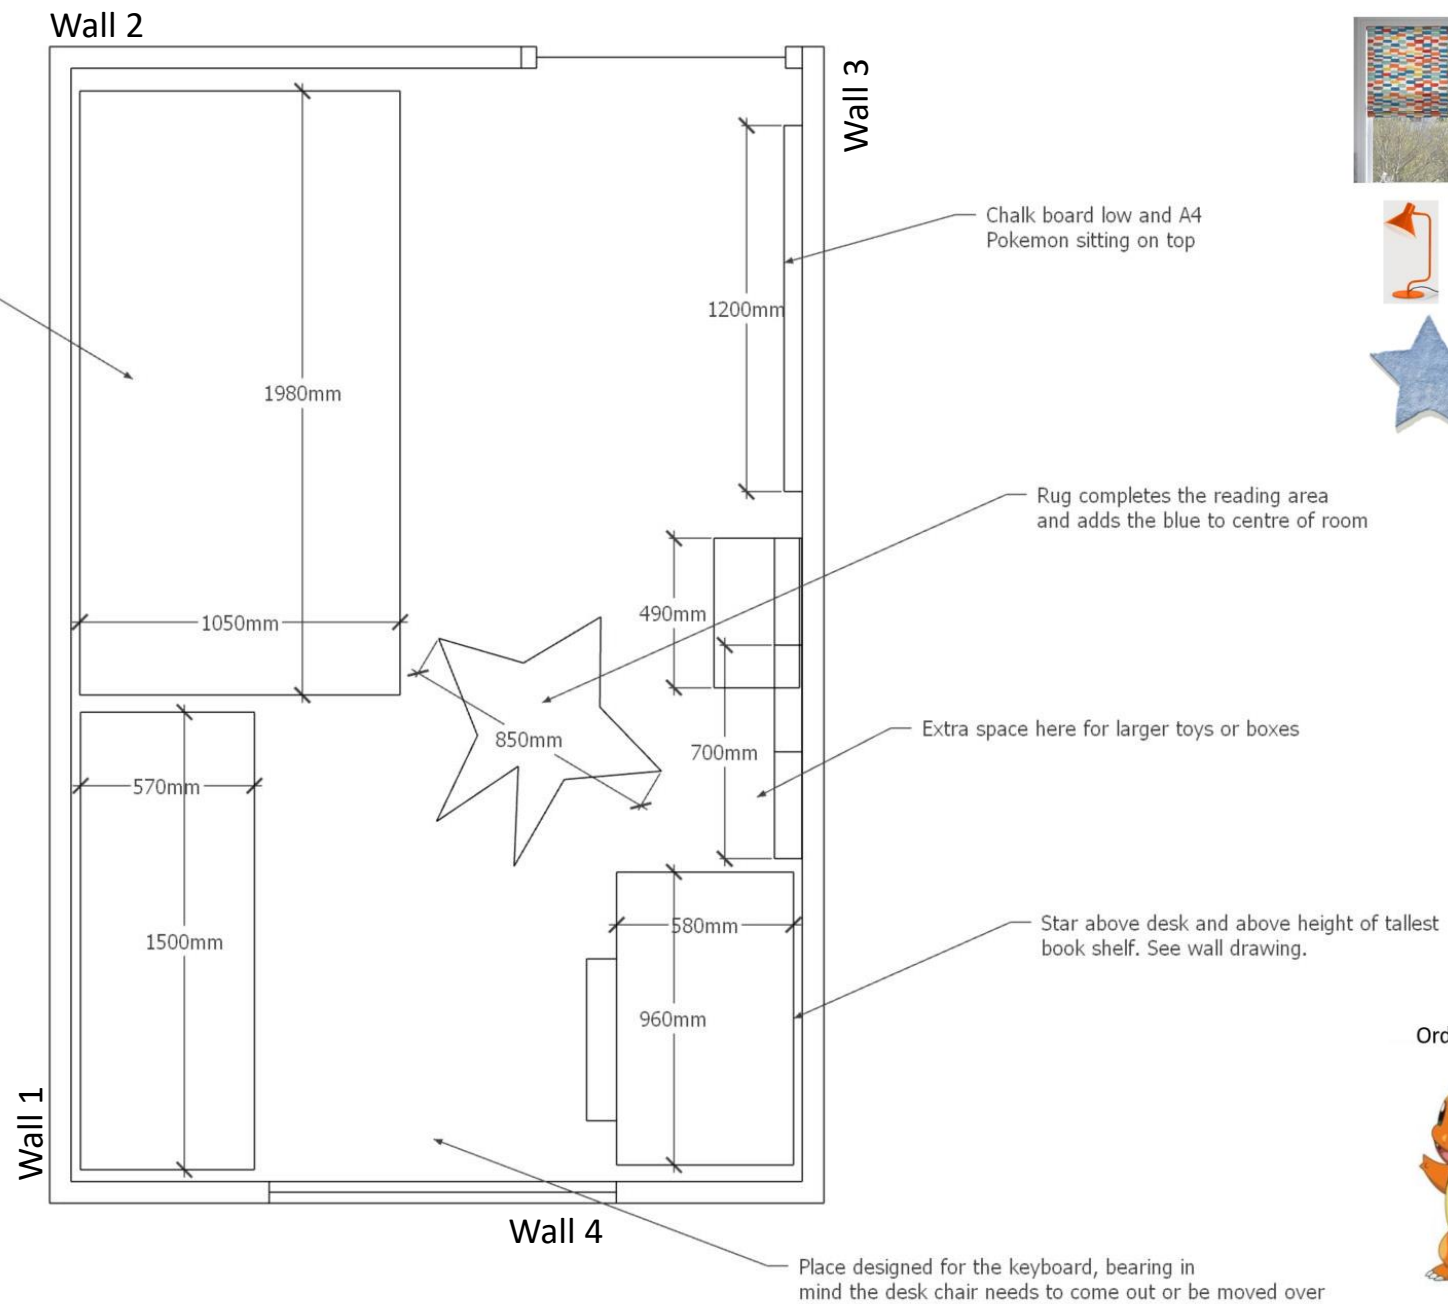 Wall 2
Wall 3
Chalk board low and A4
Pokemon sitting on top
1200mm
1980mm
Rug completes the reading area
and adds the blue to centre of room
490mm
1050mm
Extra space here for larger toys or boxes
850mm
700mm
570mm
Star above desk and above height of tallest
book shelf. See wall drawing.
580mm
1500mm
960mm
Ord
Wall 1
Wall 4
Place designed for the keyboard, bearing in
mind the desk chair needs to come out or be moved over